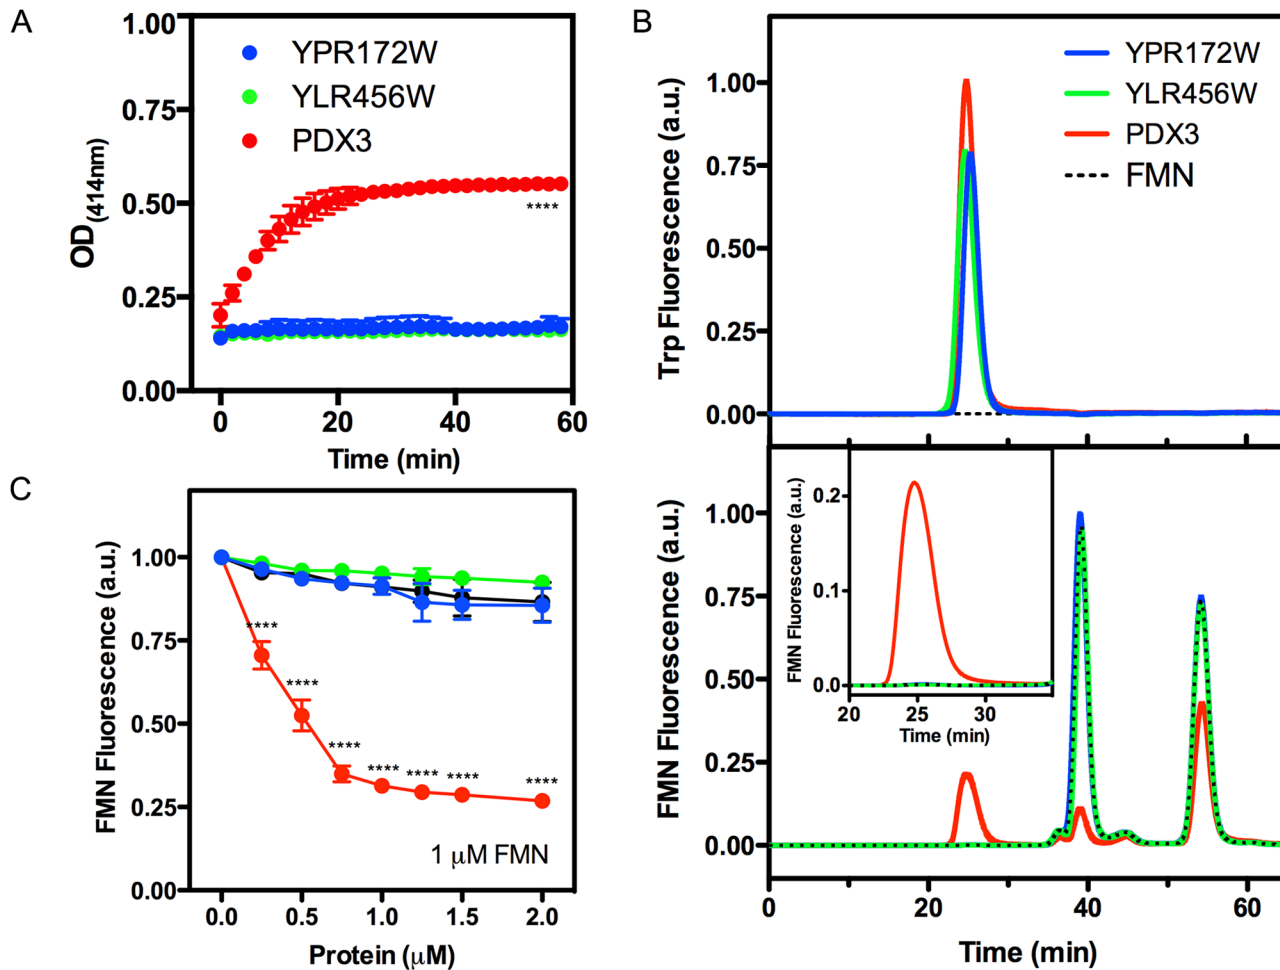 A
1.00
0.75
0.50
0.25
0.00
OD(414nm)
YPR172W
YLR456W
PDX3
****
0
20
40
60
Time (min)
B
1.00
0.75
0.50
0.25
0.00
Trp Fluorescence (a.u.)
YPR172W
YLR456W
PDX3
FMN
20
40
60
C
1.00
0.75
0.50
0.25
0.00
FMN Fluorescence (a.u.)
****
****
****
****
****
****
****
1 μM FMN
0.0
0.5
1.0
1.5
2.0
Protein (μM)
1.00
0.75
0.50
0.25
0.00
FMN Fluorescence (a.u.)
0.2
0.1
0.0
FMN Fluorescence (a.u.)
20
25
30
Time (min)
0
20
40
60
Time (min)